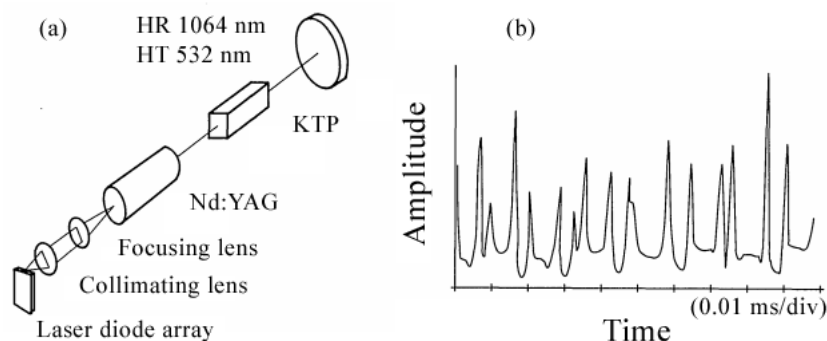 (a)
HR 1064 nm
HT 532 nm
KTP
Nd:YAG
Focusing lens
Collimating lens
Laser diode array
(b)
Amplitude
(0.01 ms/div)
Time